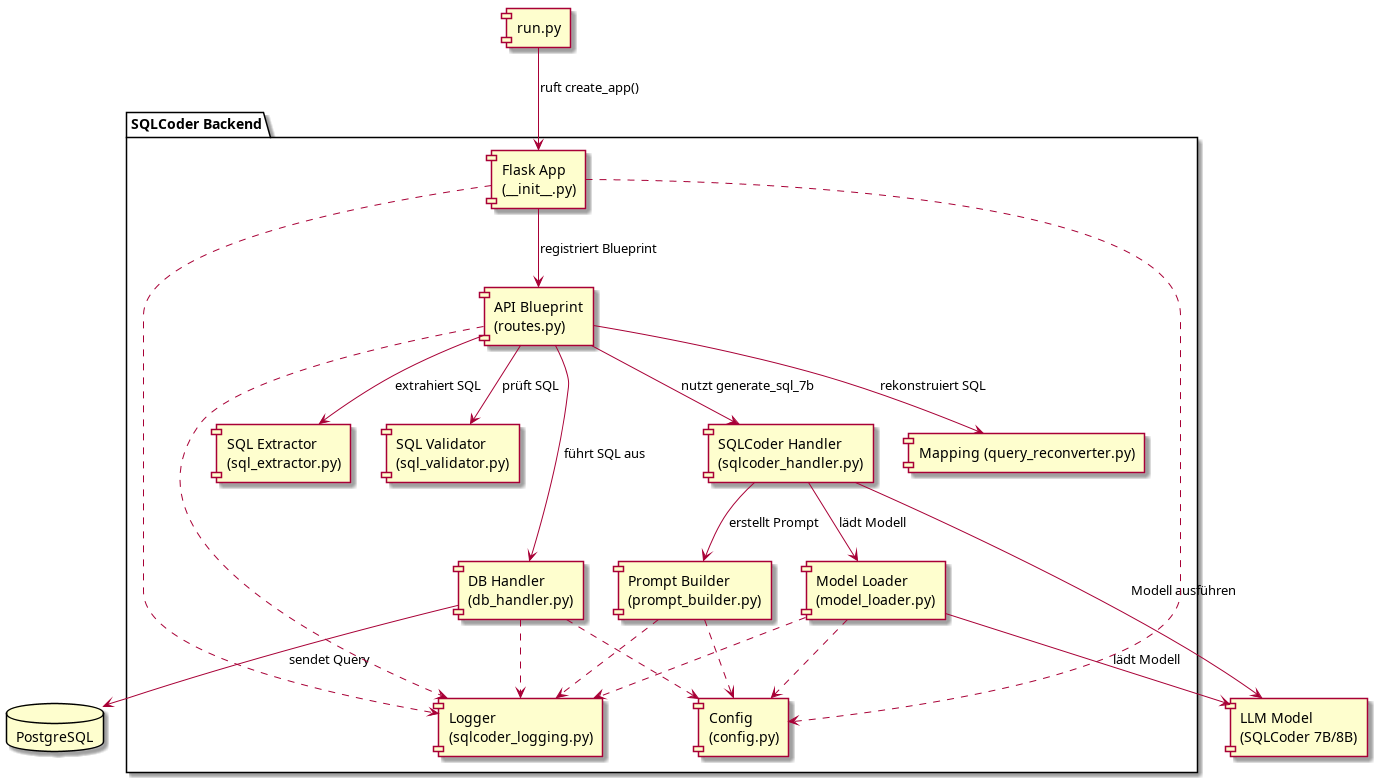 run.py
ruft create_app()
SQLCoder Backend
Flask App
(__init__.py)
registriert Blueprint
API Blueprint
(routes.py)
extrahiert SQL
prüft SQL
nutzt generate_sql_7b
rekonstruiert SQL
führt SQL aus
SQL Extractor
(sql_extractor.py)
SQL Validator
(sql_validator.py)
SQLCoder Handler
(sqlcoder_handler.py)
Mapping (query_reconverter.py)
erstellt Prompt
lädt Modell
DB Handler
(db_handler.py)
Prompt Builder
(prompt_builder.py)
Model Loader
(model_loader.py)
Modell ausführen
sendet Query
lädt Modell
PostgreSQL
Logger
(sqlcoder_logging.py)
Config
(config.py)
LLM Model
(SQLCoder 7B/8B)